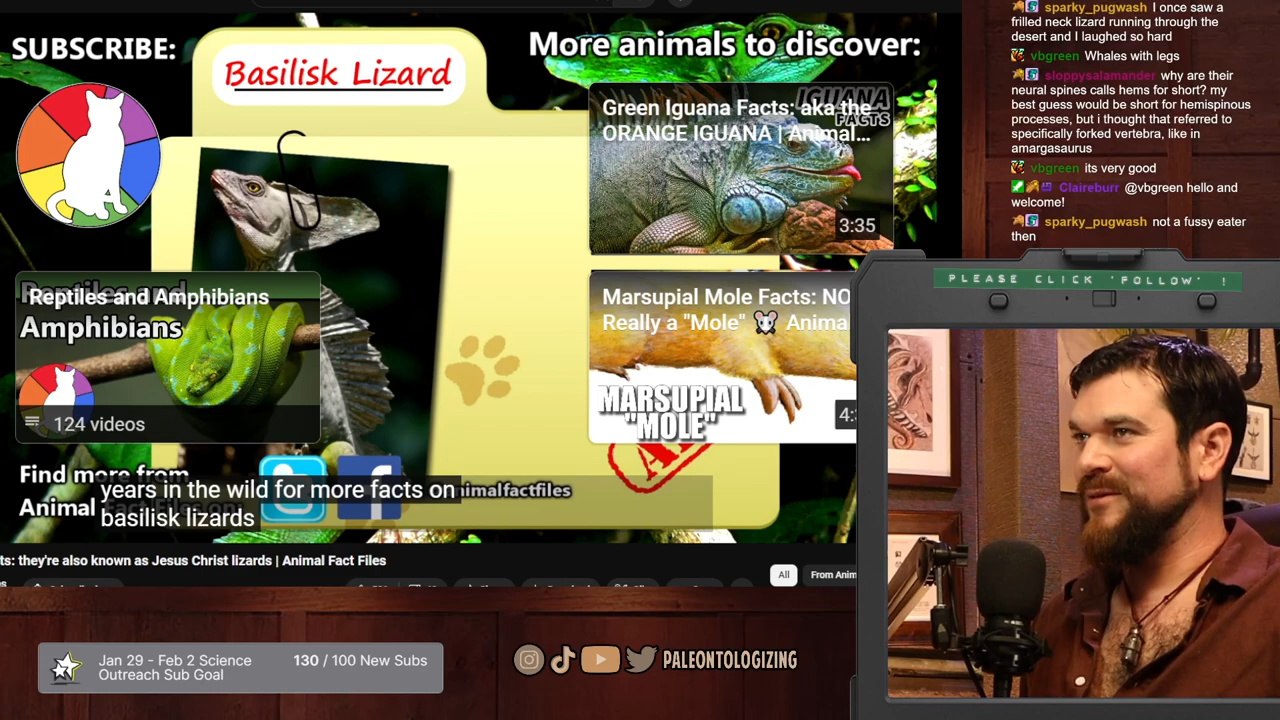 SUBSCRIBE:
Basilisk Lizard
More animals to discover:
IGUANA
FACTS
Green Iguana Facts: aka the
ORANGE IGUANA | Animal...
3:35
Reptiles and
Reptiles and Amphibians
Amphibians
124 videos
Marsupial Mole Facts: NO
Really a "Mole" 🐭 Anima
MARSUPIAL
"MOLE"
4:
Find more from
Animal
animalfactfiles
years in the wild for more facts on
basilisk lizards
ts: they're also known as Jesus Christ lizards | Animal Fact Files
All
From Anim
Jan 29 - Feb 2 Science
Outreach Sub Goal
130 / 100 New Subs
PALEONTOLOGIZING
sparky_pugwash I once saw a
frilled neck lizard running through the
desert and I laughed so hard
vbgreen Whales with legs
sloppysalamander why are their
neural spines calls hems for short? my
best guess would be short for hemispinous
processes, but i thought that referred to
specifically forked vertebra, like in
amargasaurus
vbgreen its very good
Claireburr @vbgreen hello and
welcome!
sparky_pugwash not a fussy eater
then
PLEASE CLICK 'FOLLOW' !